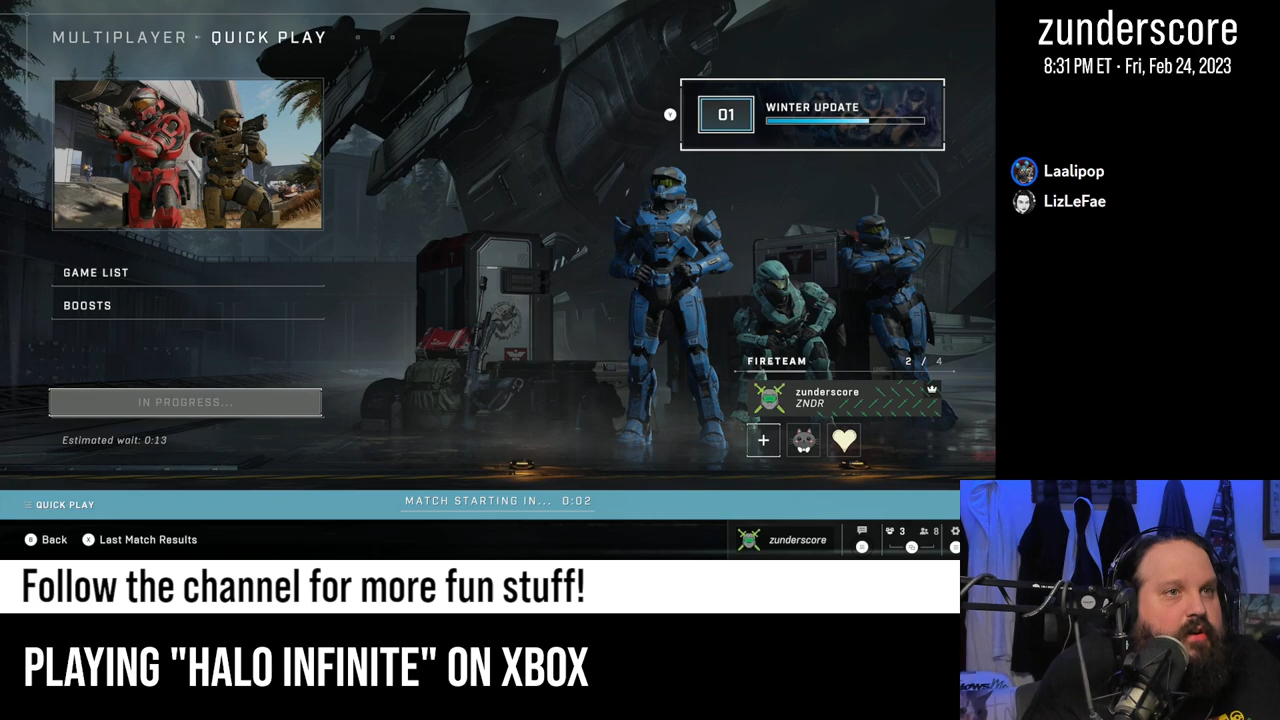 MULTIPLAYER ▸ QUICK PLAY
zunderscore
8:31 PM ET · Fri, Feb 24, 2023
01
WINTER UPDATE
Y
Laalipop
LizLeFae
GAME LIST
BOOSTS
FIRETEAM 2 / 4
zunderscore
ZNDR
IN PROGRESS...
Estimated wait: 0:13
QUICK PLAY
MATCH STARTING IN... 0:02
B Back X Last Match Results
zunderscore
3 8
Follow the channel for more fun stuff!
PLAYING "HALO INFINITE" ON XBOX